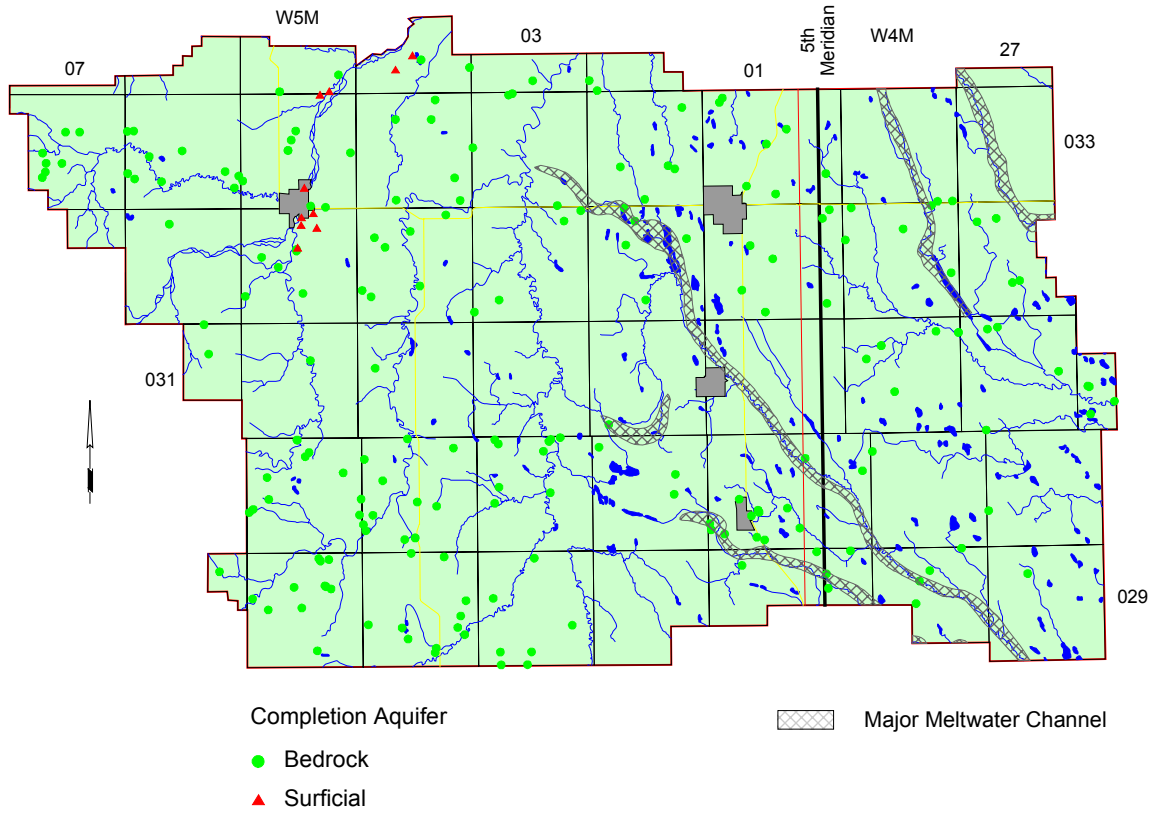 W5M
03
5th
Meridian
W4M
27
07
01
033
031
029
Completion Aquifer
Bedrock
Surficial
Major Meltwater Channel